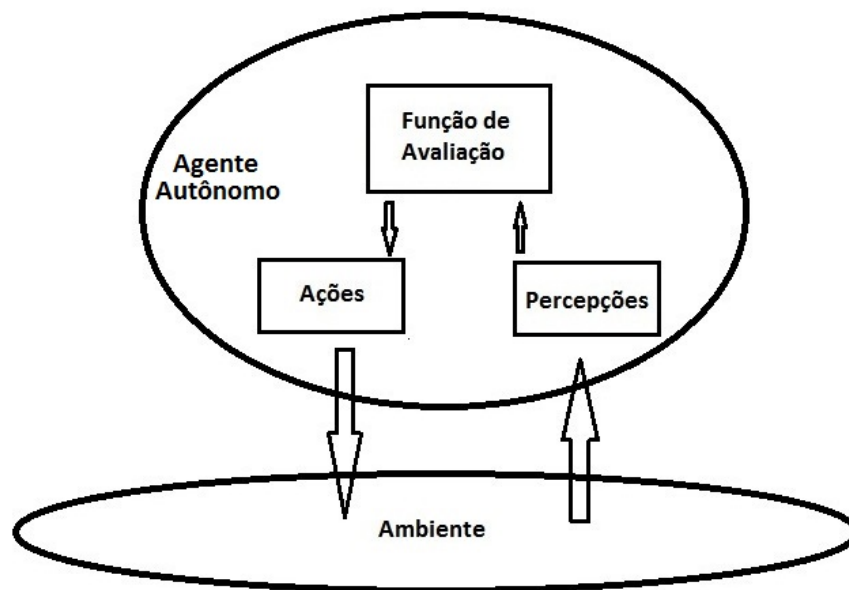 Função de
Avaliação
Agente
Autônomo
Ações
Percepções
Ambiente